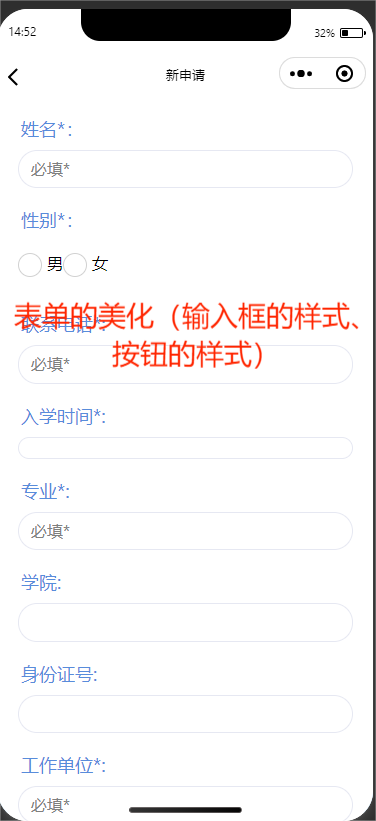 14:52
32%
新申请
姓名*:
必填*
性别*:
男 女
表单的美化（输入框的样式、
按钮的样式）
联系电话*:
必填*
入学时间*:
专业*:
必填*
学院:
身份证号:
工作单位*:
必填*